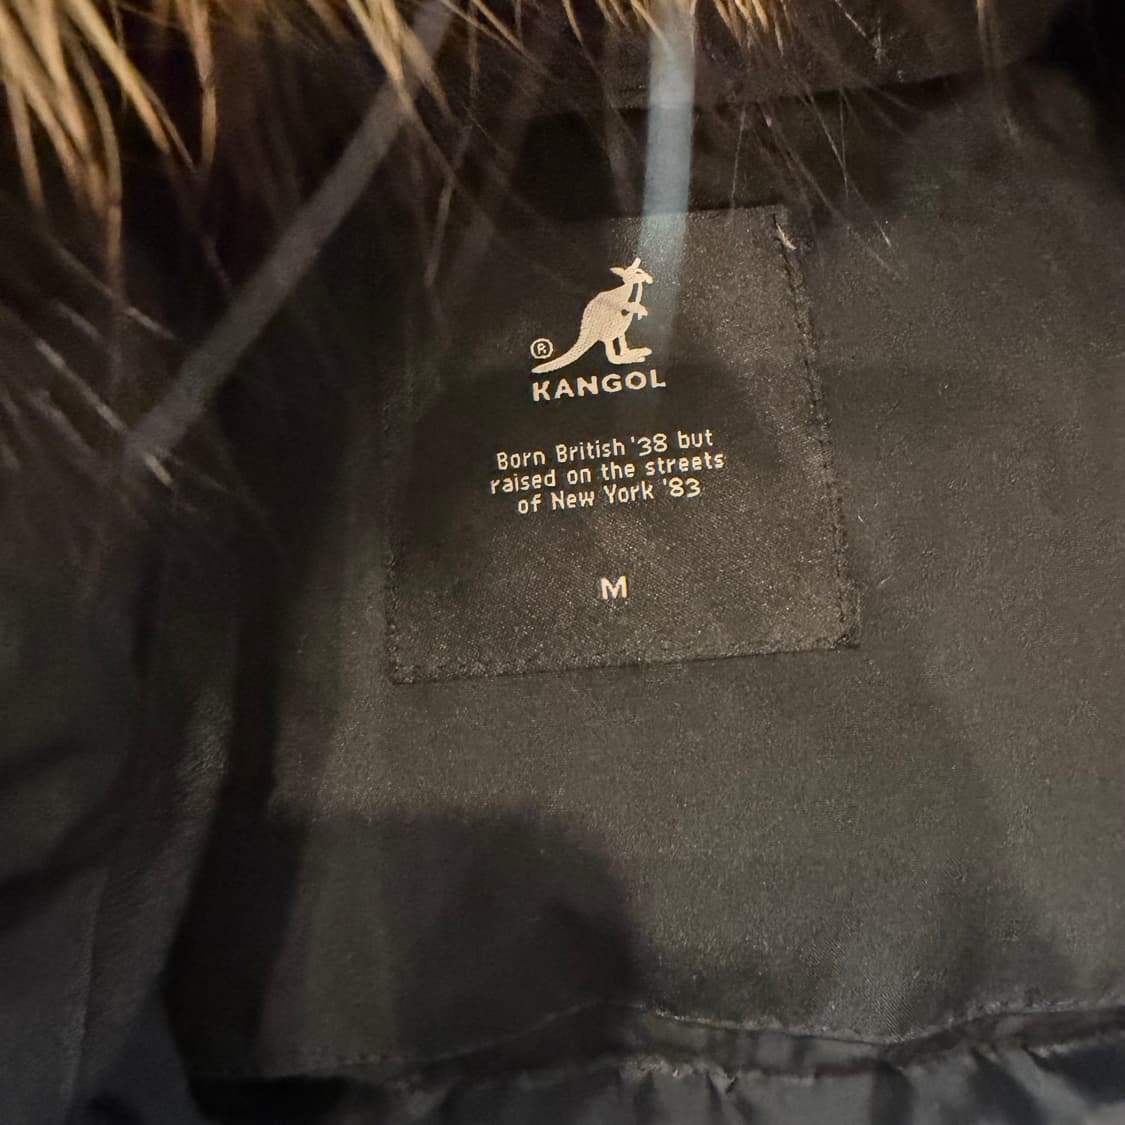 ®
KANGOL
Born British '38 but
raised on the streets
of New York '83
M